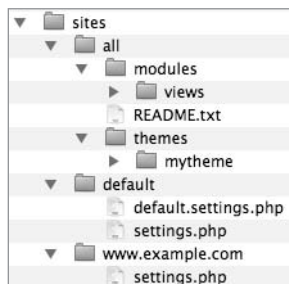 sites
all
modules
views
README.txt
themes
mytheme
default
default.settings.php
settings.php
www.example.com
settings.php